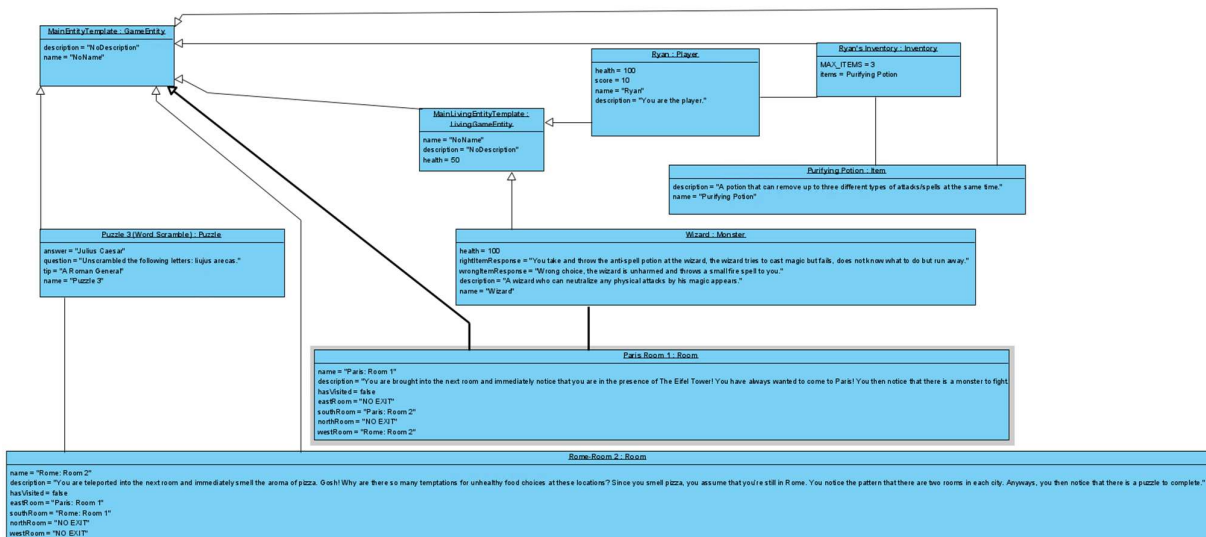 MainEntityTemplate : GameEntity
description = "NoDescription"
name = "NoName"
Ryan : Player
health = 100
score = 10
name = "Ryan"
description = "You are the player."
Ryan's Inventory : Inventory
MAX_ITEMS = 3
items = Purifying Potion
MainLivingEntityTemplate :
LivingGameEntity
name = "NoName"
description = "NoDescription"
health = 50
Purifying Potion : Item
description = "A potion that can remove up to three different types of attacks/spells at the same time."
name = "Purifying Potion"
Puzzle 3 (Word Scramble) : Puzzle
answer = "Julius Caesar"
question = "Unscrambled the following letters: liujus arecas."
tip = "A Roman General"
name = "Puzzle 3"
Wizard : Monster
health = 100
rightItemResponse = "You take and throw the anti-spell potion at the wizard, the wizard tries to cast magic but fails, does not know what to do but run away."
wrongItemResponse = "Wrong choice, the wizard is unharmed and throws a small fire spell to you."
description = "A wizard who can neutralize any physical attacks by his magic appears."
name = "Wizard"
Paris Room 1 : Room
name = "Paris: Room 1"
description = "You are brought into the next room and immediately notice that you are in the presence of The Eifel Tower! You have always wanted to come to Paris! You then notice that there is a monster to fight
hasVisited = false
eastRoom = "NO EXIT"
southRoom = "Paris: Room 2"
northRoom = "NO EXIT"
westRoom = "Rome: Room 2"
Rome-Room 2 : Room
name = "Rome: Room 2"
description = "You are teleported into the next room and immediately smell the aroma of pizza. Gosh! Why are there so many temptations for unhealthy food choices at these locations? Since you smell pizza, you assume that you're still in Rome. You notice the pattern that there are two rooms in each city. Anyways, you then notice that there is a puzzle to complete."
hasVisited = false
eastRoom = "Paris: Room 1"
southRoom = "Rome: Room 1"
northRoom = "NO EXIT"
westRoom = "NO EXIT"